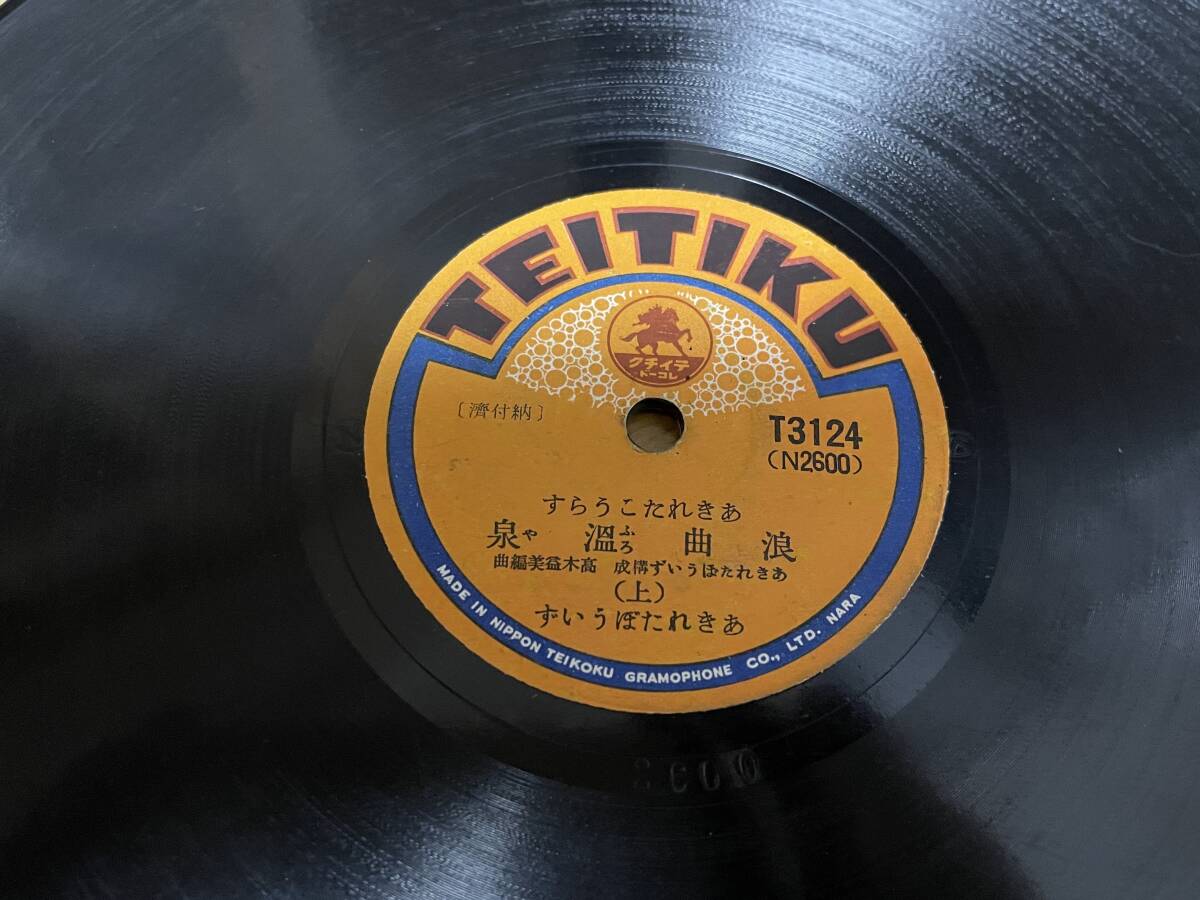 TEITIKU
テイチク
レコード
〔納付濟〕
T3124
(N2600)
あきれたこうらす
浪曲溫泉
ふろや
あきれたぼういず構成 髙木益美編曲
(上)
あきれたぼういず
MADE IN NIPPON TEIKOKU GRAMOPHONE CO., LTD. NARA